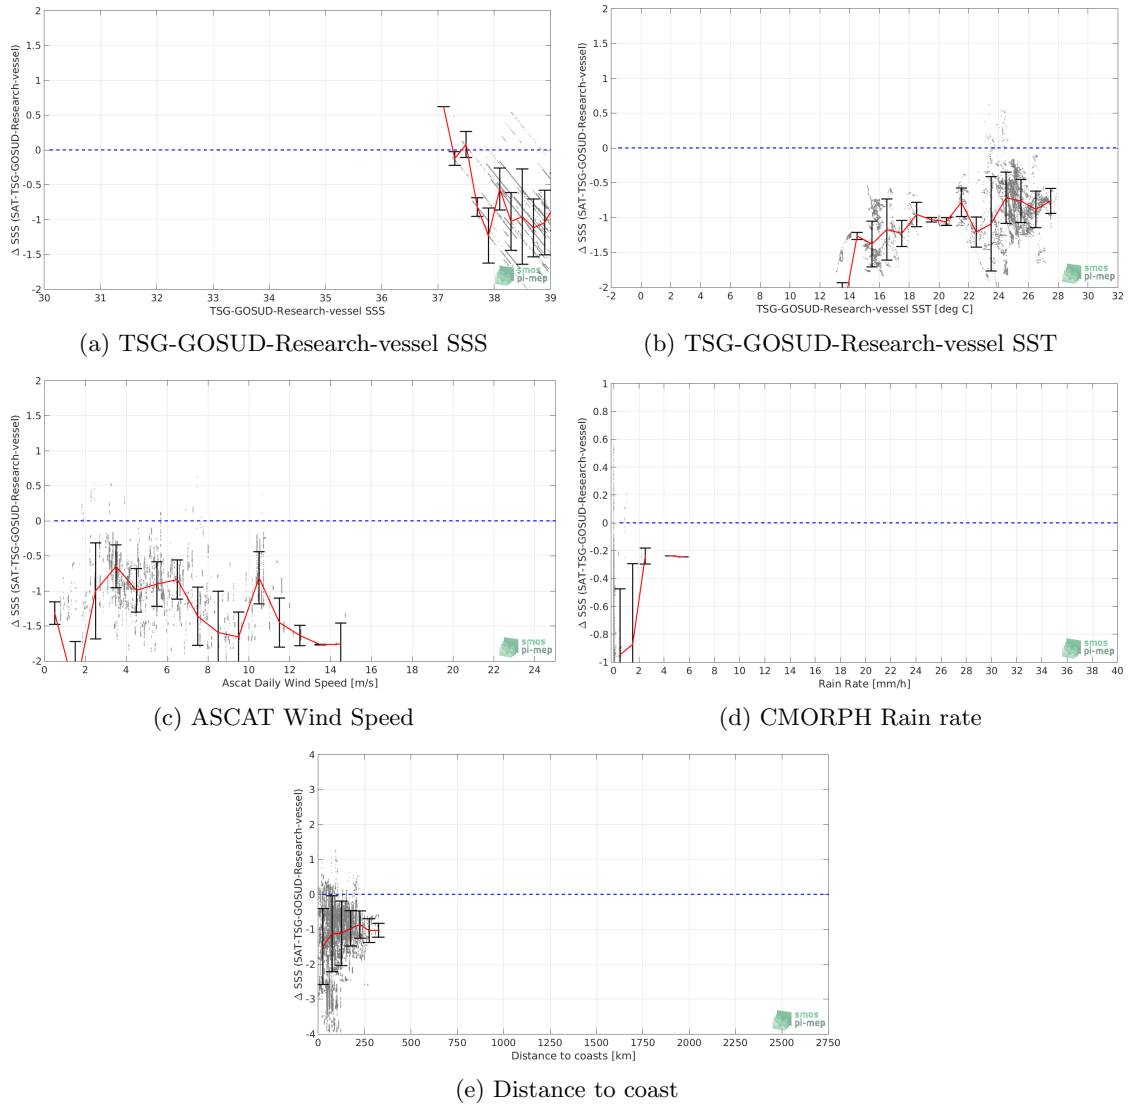 2
1.5
1
0.5
0
-0.5
-1
-1.5
-2
Δ SSS (SAT-TSG-GOSUD-Research-vessel)
30 31 32 33 34 35 36 37 38 39
TSG-GOSUD-Research-vessel SSS
smos
pi-mep
(a) TSG-GOSUD-Research-vessel SSS
2
1.5
1
0.5
0
-0.5
-1
-1.5
-2
Δ SSS (SAT-TSG-GOSUD-Research-vessel)
-2 0 2 4 6 8 10 12 14 16 18 20 22 24 26 28 30 32
TSG-GOSUD-Research-vessel SST [deg C]
smos
pi-mep
(b) TSG-GOSUD-Research-vessel SST
2
1.5
1
0.5
0
-0.5
-1
-1.5
-2
Δ SSS (SAT-TSG-GOSUD-Research-vessel)
0 2 4 6 8 10 12 14 16 18 20 22 24
Ascat Daily Wind Speed [m/s]
smos
pi-mep
(c) ASCAT Wind Speed
1
0.8
0.6
0.4
0.2
0
-0.2
-0.4
-0.6
-0.8
-1
Δ SSS (SAT-TSG-GOSUD-Research-vessel)
0 2 4 6 8 10 12 14 16 18 20 22 24 26 28 30 32 34 36 38 40
Rain Rate [mm/h]
smos
pi-mep
(d) CMORPH Rain rate
4
3
2
1
0
-1
-2
-3
-4
Δ SSS (SAT-TSG-GOSUD-Research-vessel)
0 250 500 750 1000 1250 1500 1750 2000 2250 2500 2750
Distance to coasts [km]
smos
pi-mep
(e) Distance to coast